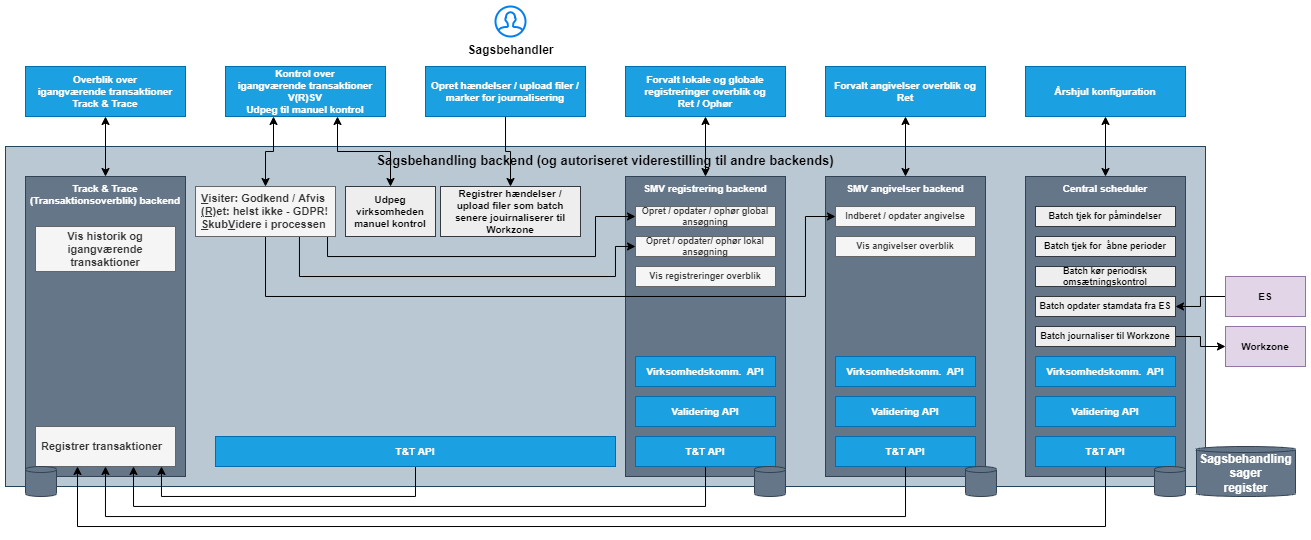 Sagsbehandler
Overblik over
igangværende transaktioner
Track & Trace
Kontrol over
igangværende transaktioner
V(R)SV
Udpeg til manuel kontrol
Opret hændelser / upload filer /
marker for journalisering
Forvalt lokale og globale
registreringer overblik og
Ret / Ophør
Forvalt angivelser overblik og
Ret
Årshjul konfiguration
Sagsbehandling backend (og autoriseret viderestilling til andre backends)
Track & Trace
(Transaktionsoverblik) backend
Vis historik og
igangværende
transaktioner
Registrer transaktioner
Visiter: Godkend / Afvis
(R)et: helst ikke - GDPR!
SkubVidere i processen
Udpeg
virksomheden
manuel kontrol
Registrer hændelser /
upload filer som batch
senere jouirnaliserer til
Workzone
T&T API
SMV registrering backend
Opret / opdater / ophør global
ansøgning
Opret / opdater/ ophør lokal
ansøgning
Vis registreringer overblik
Virksomhedskomm. API
Validering API
T&T API
SMV angivelser backend
Indberet / opdater angivelse
Vis angivelser overblik
Virksomhedskomm. API
Validering API
T&T API
Central scheduler
Batch tjek for påmindelser
Batch tjek for åbne perioder
Batch kør periodisk
omsætningskontrol
Batch opdater stamdata fra ES
Batch journaliser til Workzone
Virksomhedskomm. API
Validering API
T&T API
ES
Workzone
Sagsbehandling
sager
register